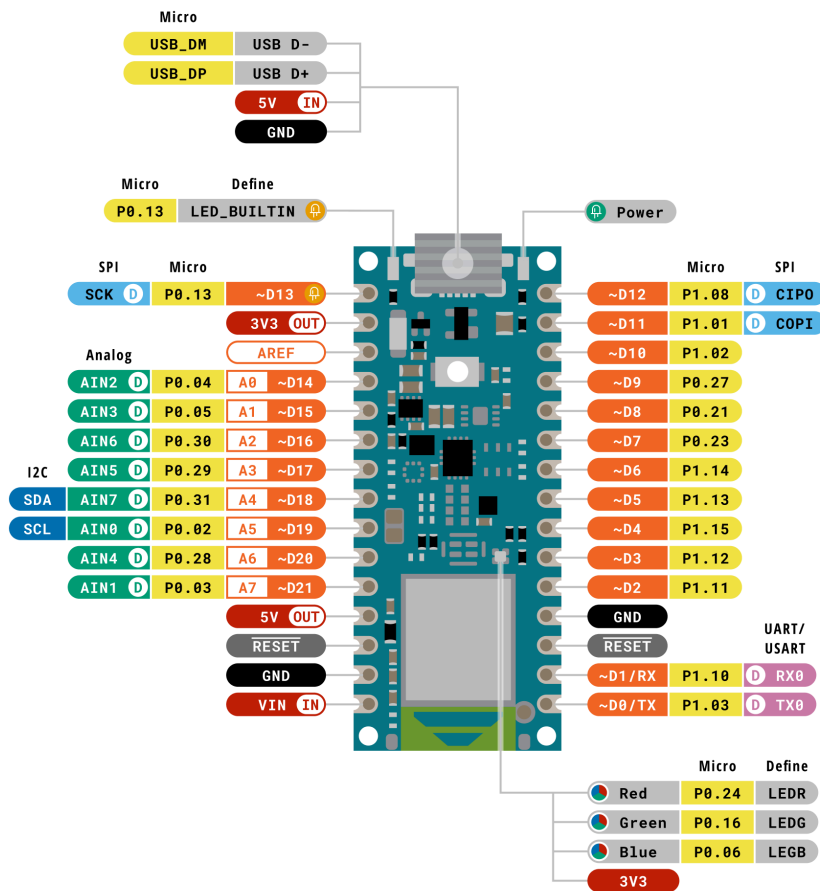 Micro
USB_DM USB D-
USB_DP USB D+
5V IN
GND
Micro Define
P0.13 LED_BUILTIN
Power
SPI Micro
SCK D P0.13 ~D13
3V3 OUT
AREF
Analog
AIN2 D P0.04 A0 ~D14
AIN3 D P0.05 A1 ~D15
AIN6 D P0.30 A2 ~D16
AIN5 D P0.29 A3 ~D17
I2C
SDA AIN7 D P0.31 A4 ~D18
SCL AIN0 D P0.02 A5 ~D19
AIN4 D P0.28 A6 ~D20
AIN1 D P0.03 A7 ~D21
5V OUT
RESET
GND
VIN IN
Micro SPI
~D12 P1.08 D CIPO
~D11 P1.01 D COPI
~D10 P1.02
~D9 P0.27
~D8 P0.21
~D7 P0.23
~D6 P1.14
~D5 P1.13
~D4 P1.15
~D3 P1.12
~D2 P1.11
GND
RESET
UART/
USART
~D1/RX P1.10 D RX0
~D0/TX P1.03 D TX0
Micro Define
Red P0.24 LEDR
Green P0.16 LEDG
Blue P0.06 LEGB
3V3